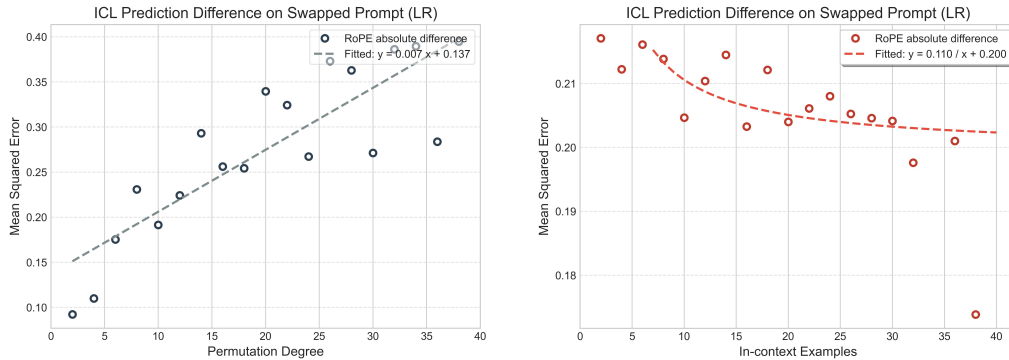 ICL Prediction Difference on Swapped Prompt (LR)
RoPE absolute difference
Fitted: y = 0.007 x + 0.137
Mean Squared Error
0.40
0.35
0.30
0.25
0.20
0.15
0.10
0 5 10 15 20 25 30 35 40
Permutation Degree
ICL Prediction Difference on Swapped Prompt (LR)
RoPE absolute difference
Fitted: y = 0.110 / x + 0.200
Mean Squared Error
0.21
0.20
0.19
0.18
0 5 10 15 20 25 30 35 40
In-context Examples